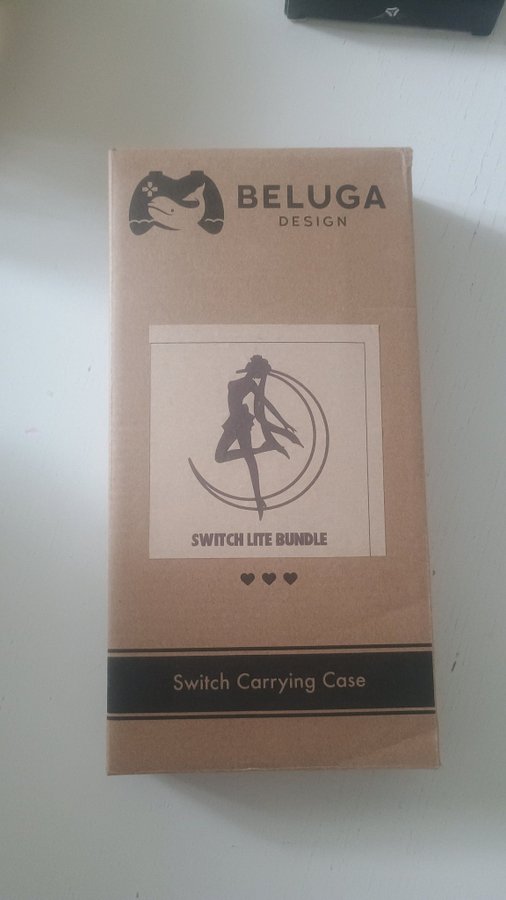 BELUGA
DESIGN
SWITCH LITE BUNDLE
Switch Carrying Case